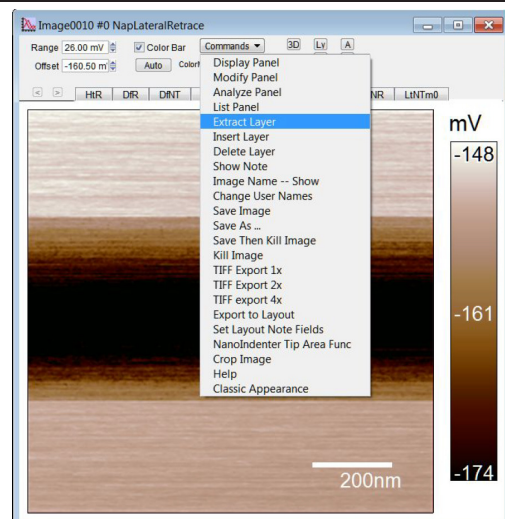 Image0010 #0 NapLateralRetrace
Range 26.00 mV Color Bar Commands 3D Ly A
Offset -160.50 m Auto
HtR DfR DfNT NR LtNTm0
Display Panel
Modify Panel
Analyze Panel
List Panel
Extract Layer
Insert Layer
Delete Layer
Show Note
Image Name -- Show
Change User Names
Save Image
Save As ...
Save Then Kill Image
Kill Image
TIFF Export 1x
TIFF Export 2x
TIFF export 4x
Export to Layout
Set Layout Note Fields
NanoIndenter Tip Area Func
Crop Image
Help
Classic Appearance
mV
-148
-161
-174
200nm